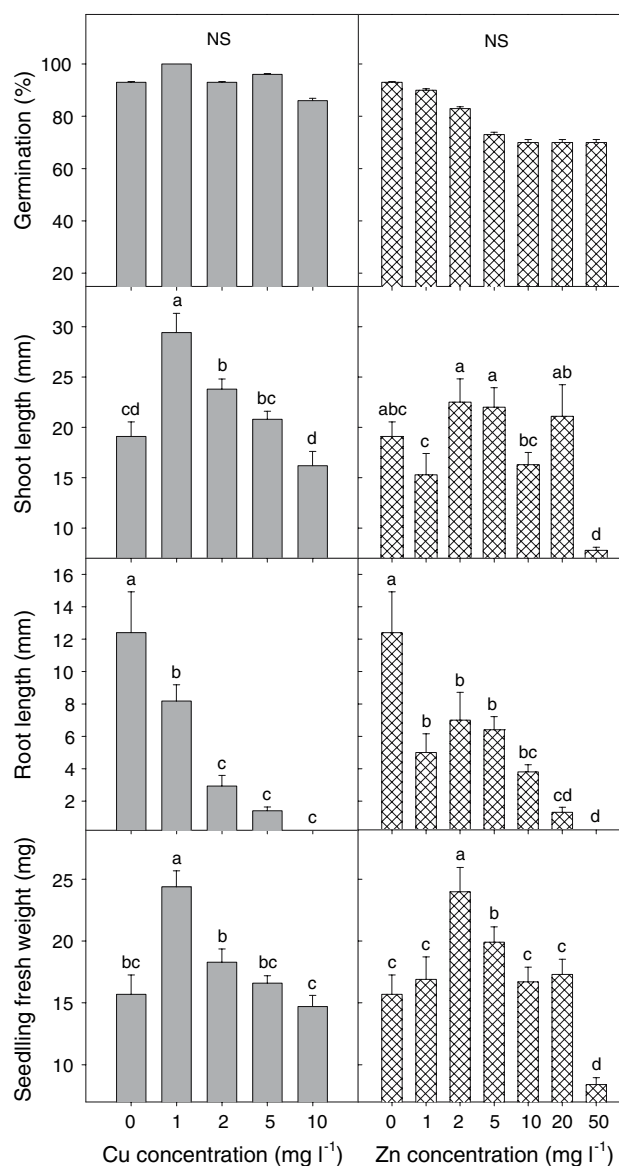 NS NS
Germination (%)
100
80
60
40
20
Shoot length (mm)
30
25
20
15
10
cd a b bc d
abc c a a bc ab d
Root length (mm)
16
14
12
10
8
6
4
2
a b c c c
a b b b bc cd d
Seedlling fresh weight (mg)
25
20
15
10
bc a b bc c
c c a b c c d
0 1 2 5 10
0 1 2 5 10 20 50
Cu concentration (mg l⁻¹) Zn concentration (mg l⁻¹)